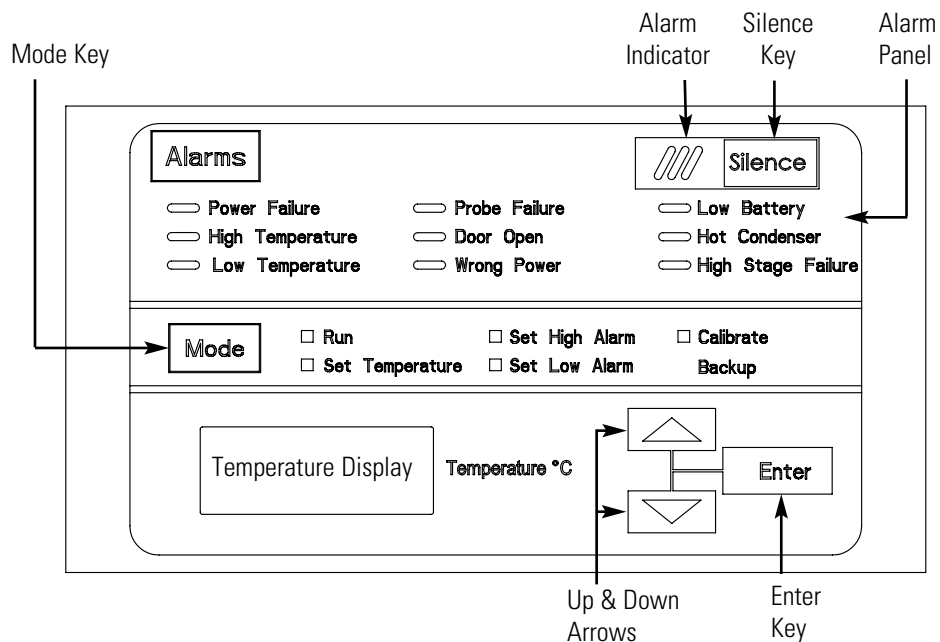 Mode Key
Alarm
Indicator
Silence
Key
Alarm
Panel
Alarms
Silence
Power Failure
Probe Failure
Low Battery
High Temperature
Door Open
Hot Condenser
Low Temperature
Wrong Power
High Stage Failure
Mode
Run
Set High Alarm
Calibrate
Set Temperature
Set Low Alarm
Backup
Temperature Display
Temperature °C
Enter
Up & Down
Arrows
Enter
Key